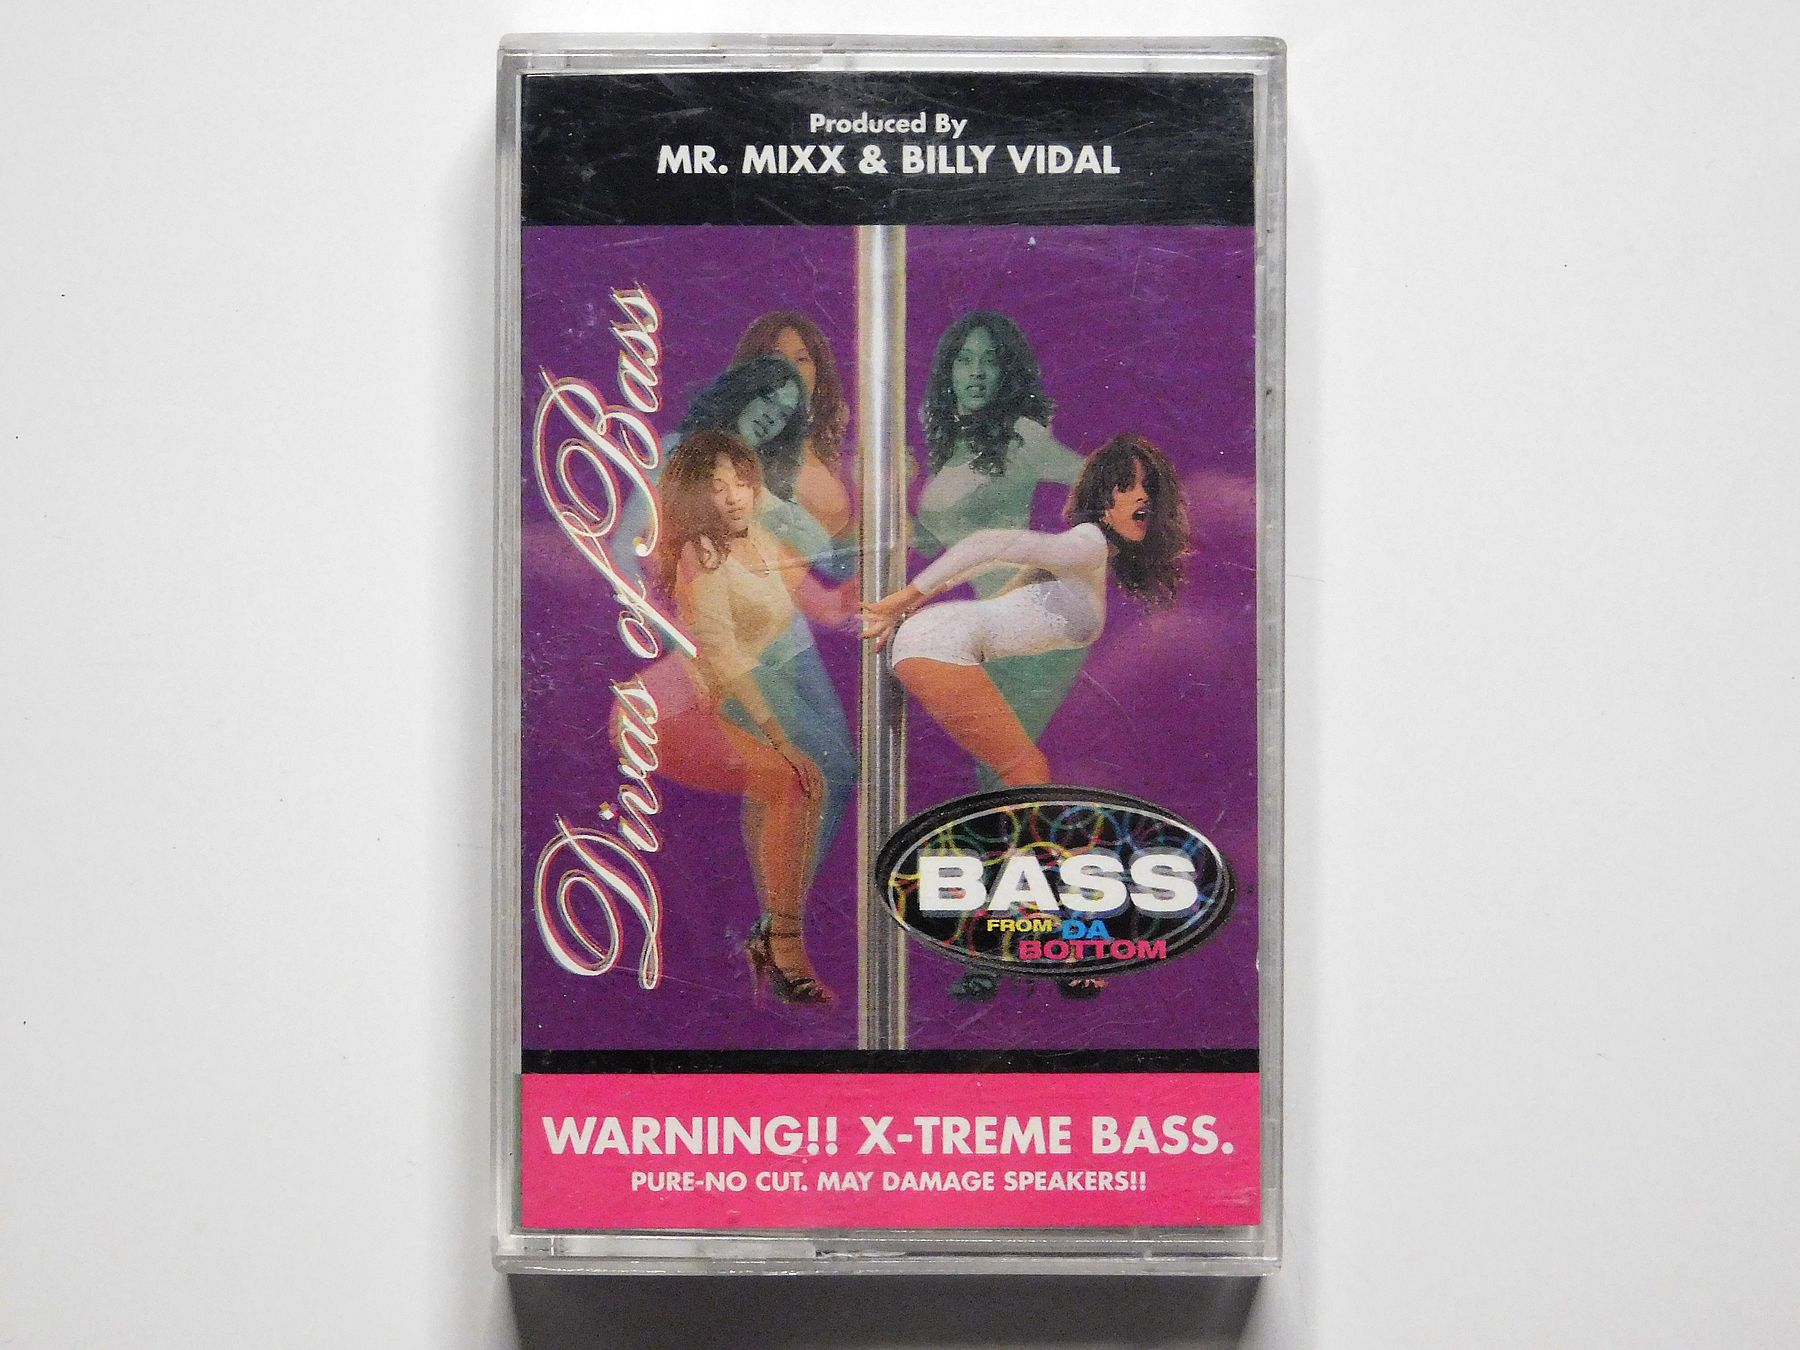 Produced By
MR. MIXX & BILLY VIDAL
Divas of Bass
BASS
FROM DA
BOTTOM
WARNING!! X-TREME BASS.
PURE-NO CUT. MAY DAMAGE SPEAKERS!!